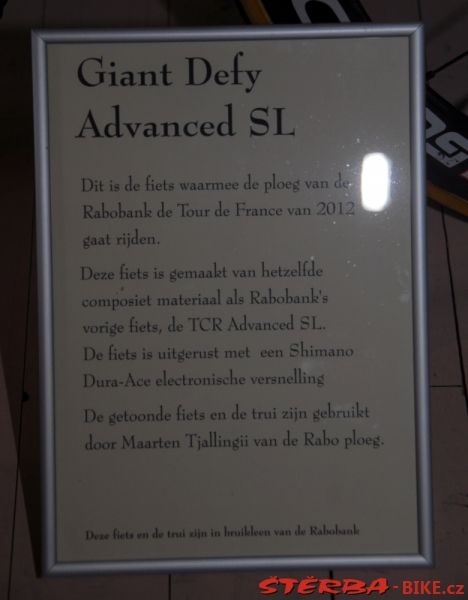 Giant Defy
Advanced SL
Dit is de fiets waarmee de ploeg van de
Rabobank de Tour de France van 2012
gaat rijden.
Deze fiets is gemaakt van hetzelfde
composiet materiaal als Rabobank's
vorige fiets, de TCR Advanced SL.
De fiets is uitgerust met een Shimano
Dura-Ace electronische versnelling
De getoonde fiets en de trui zijn gebruikt
door Maarten Tjallingii van de Rabo ploeg.
Deze fiets en de trui zijn in bruikleen van de Rabobank
ŠTĚRBA-BIKE.cz